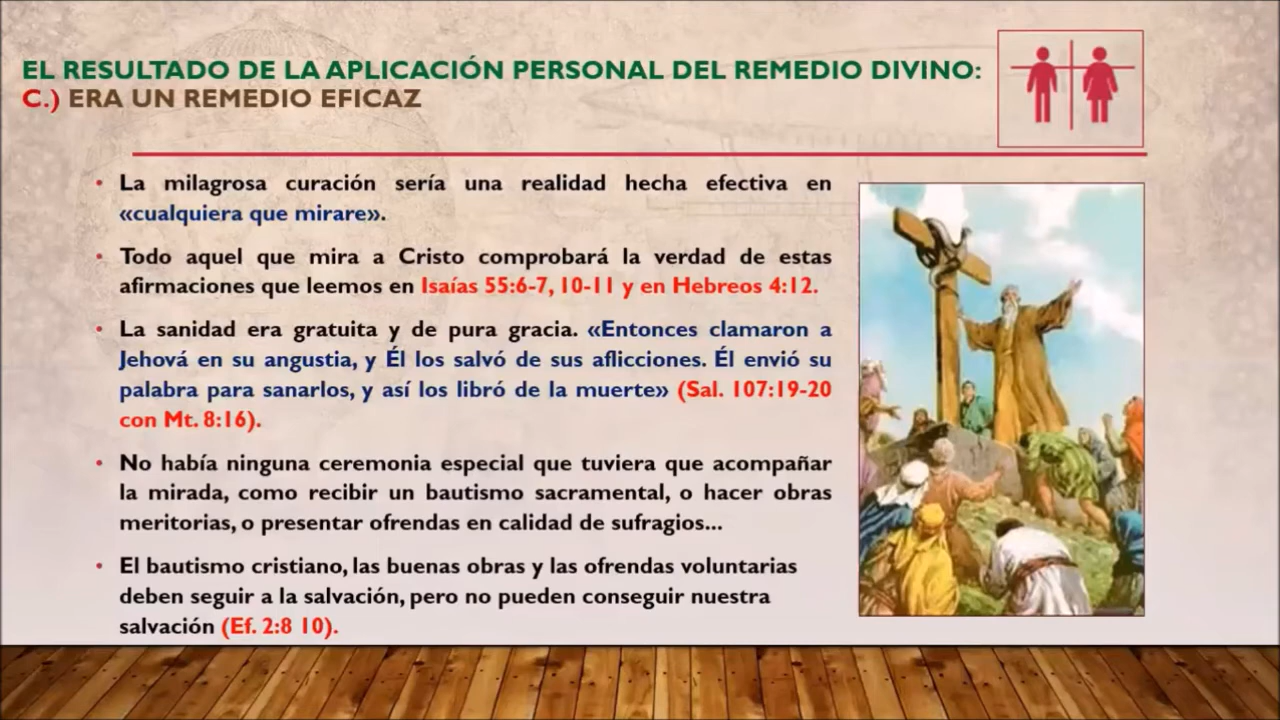 EL RESULTADO DE LA APLICACIÓN PERSONAL DEL REMEDIO DIVINO:
C.) ERA UN REMEDIO EFICAZ
• La milagrosa curación sería una realidad hecha efectiva en
«cualquiera que mirare».
• Todo aquel que mira a Cristo comprobará la verdad de estas
afirmaciones que leemos en Isaías 55:6-7, 10-11 y en Hebreos 4:12.
• La sanidad era gratuita y de pura gracia. «Entonces clamaron a
Jehová en su angustia, y Él los salvó de sus aflicciones. Él envió su
palabra para sanarlos, y así los libró de la muerte» (Sal. 107:19-20
con Mt. 8:16).
• No había ninguna ceremonia especial que tuviera que acompañar
la mirada, como recibir un bautismo sacramental, o hacer obras
meritorias, o presentar ofrendas en calidad de sufragios...
• El bautismo cristiano, las buenas obras y las ofrendas voluntarias
deben seguir a la salvación, pero no pueden conseguir nuestra
salvación (Ef. 2:8 10).